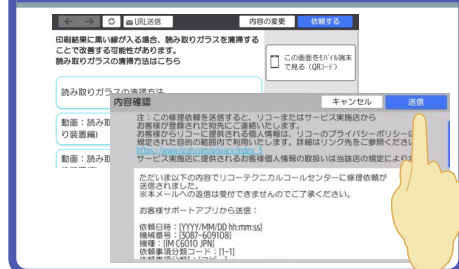 URL送信
内容の変更
依頼する
印刷結果に黒い線が入る場合、読み取りガラスを清掃する
ことで改善する可能性があります。
読み取りガラスの清掃方法はこちら
この画面をモバイル端末
で見る (QRコード)
読み取りガラスの清掃方法
動画：読み取
り装置編)
動画：読み取
内容確認
キャンセル
送信
注：この修理依頼を送信すると、リコーまたはサービス実施店から
お客様が登録された宛先にご連絡いたします。
お客様からリコーに提供される個人情報は、リコーのプライバシーポリシーに
規定された目的の範囲内で利用いたします。詳細はリンク先をご参照くださ
サービス実施店に提供されるお客様個人情報の取扱いは当該店の規定により
ただいま以下の内容でリコーテクニカルコールセンターに修理依頼が
送信されました。
※本メールへの返信は受付できませんのでご了承ください。
お客様サポートアプリから送信：
依頼日時：[YYYY/MM/DD hh:mm:ss]
機械番号：[3087-609108]
機種：[IM C6010 JPN]
依頼事項分類コード：[1-1]